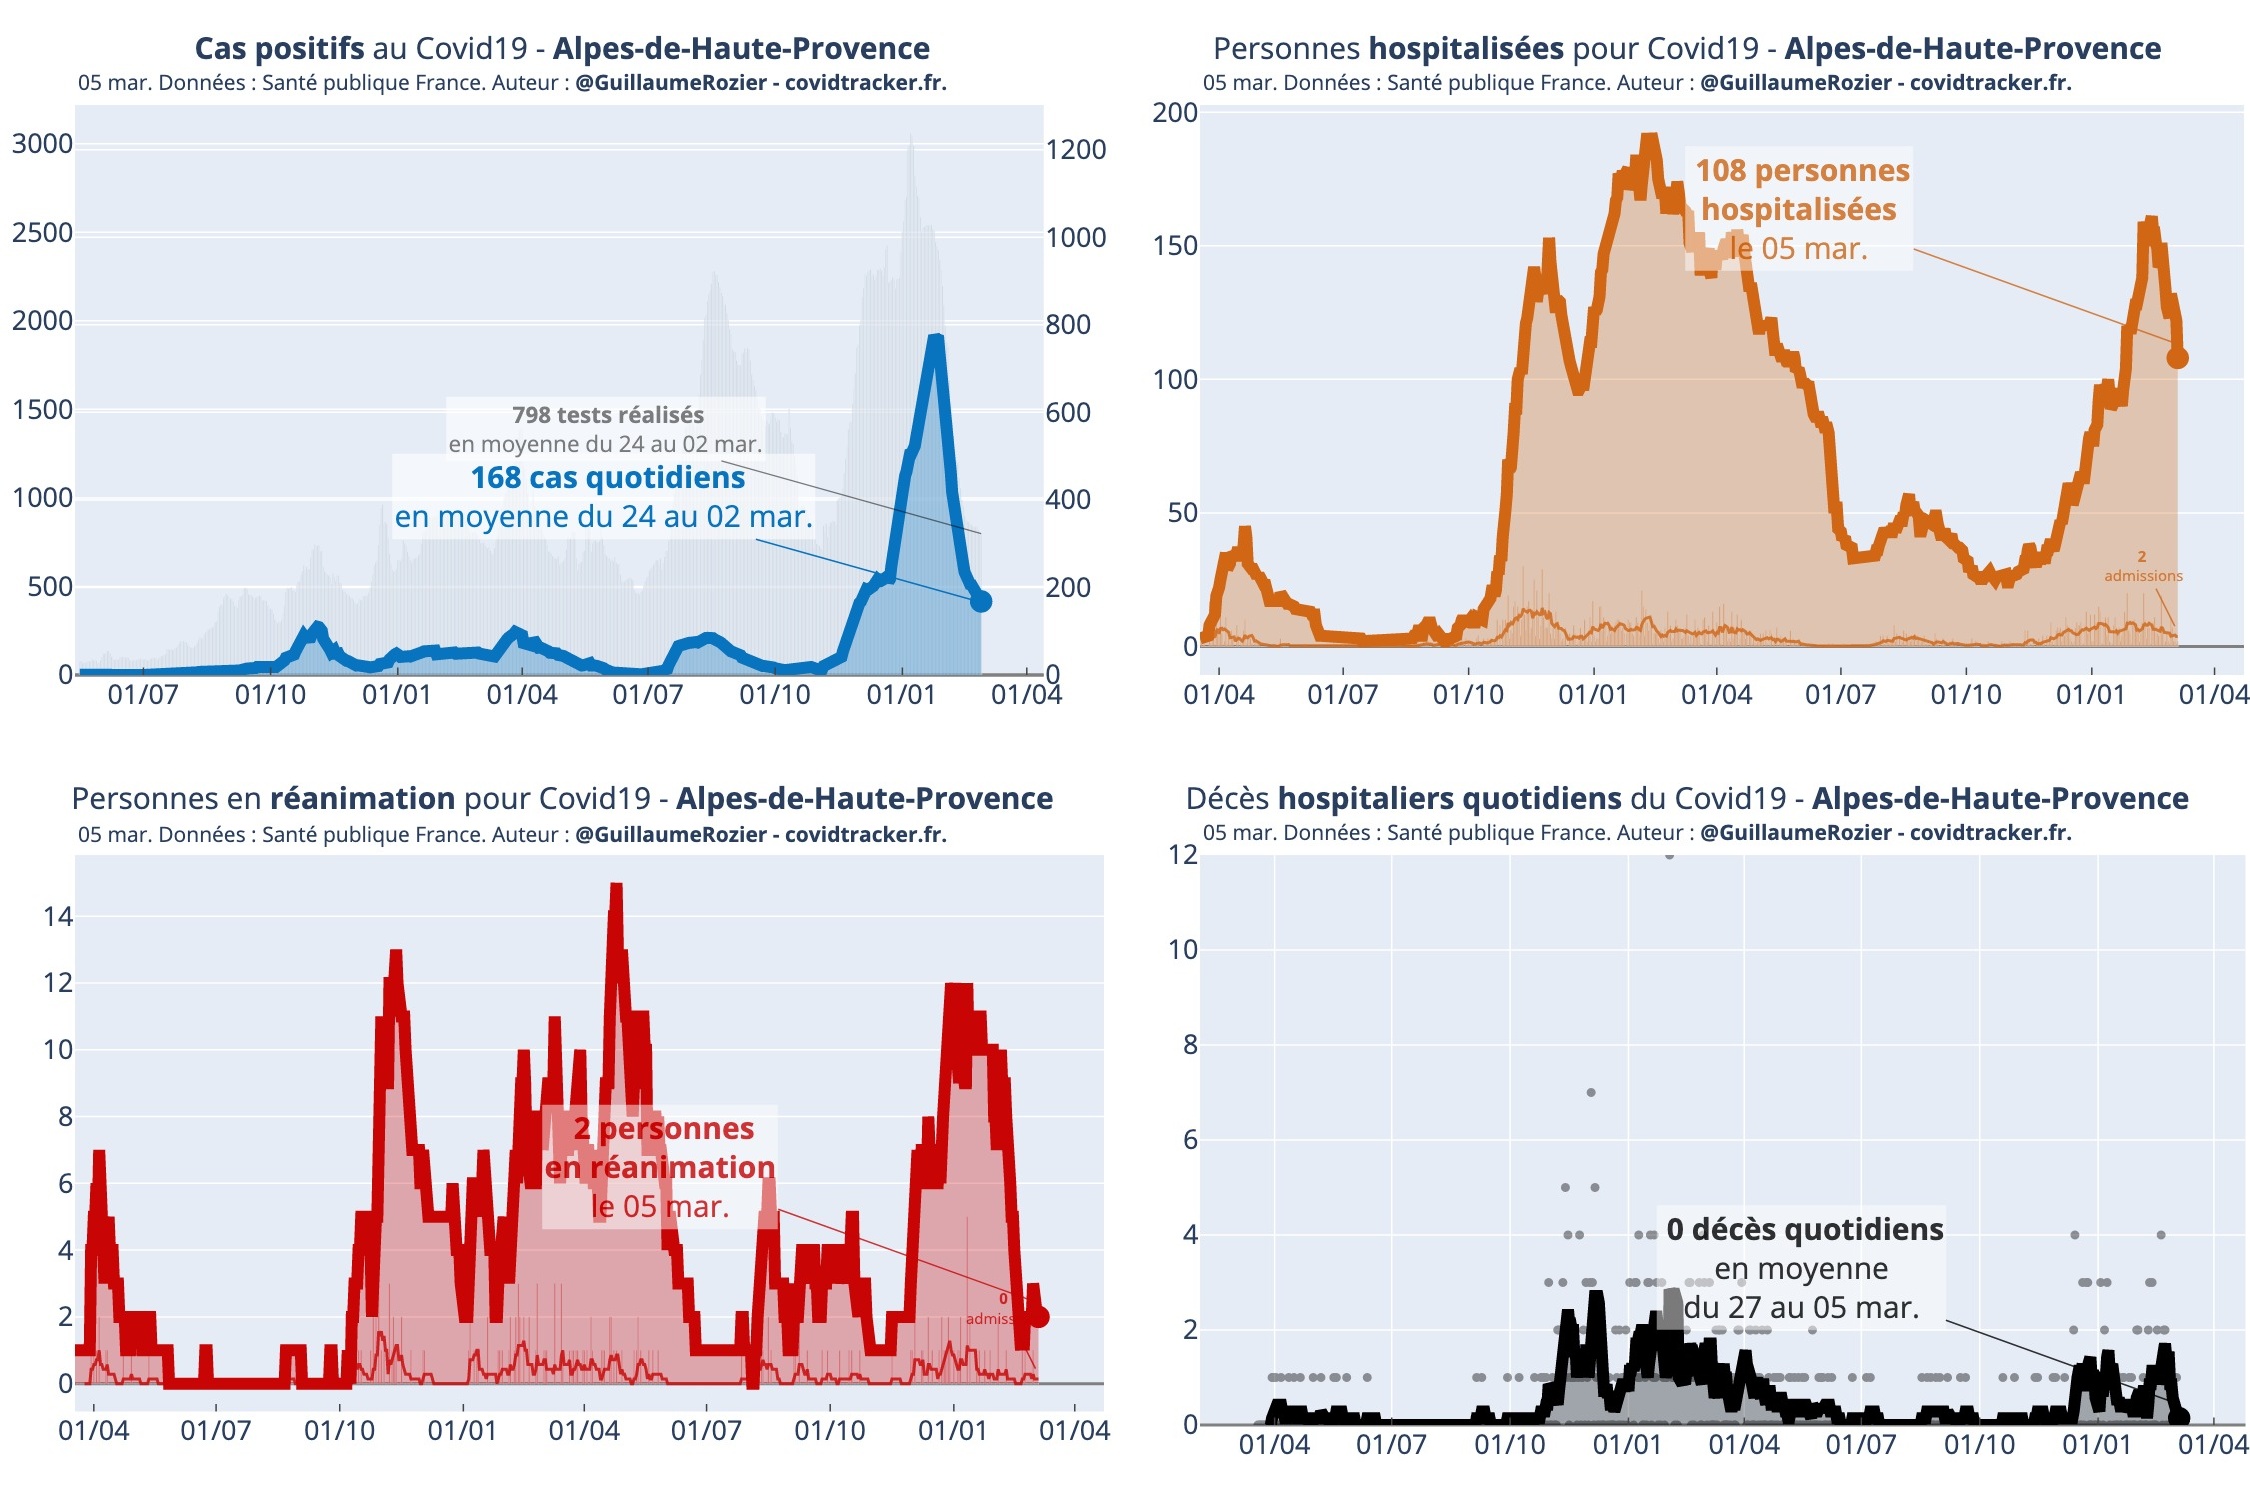 Cas positifs au Covid19 - Alpes-de-Haute-Provence
05 mar. Données : Santé publique France. Auteur : @GuillaumeRozier - covidtracker.fr.
3000
2500
2000
1500
1000
500
0
1200
1000
800
600
400
200
0
798 tests réalisés
en moyenne du 24 au 02 mar.
168 cas quotidiens
en moyenne du 24 au 02 mar.
01/07 01/10 01/01 01/04 01/07 01/10 01/01 01/04
Personnes hospitalisées pour Covid19 - Alpes-de-Haute-Provence
05 mar. Données : Santé publique France. Auteur : @GuillaumeRozier - covidtracker.fr.
200
150
100
50
0
108 personnes
hospitalisées
le 05 mar.
2
admissions
01/04 01/07 01/10 01/01 01/04 01/07 01/10 01/01 01/04
Personnes en réanimation pour Covid19 - Alpes-de-Haute-Provence
05 mar. Données : Santé publique France. Auteur : @GuillaumeRozier - covidtracker.fr.
14
12
10
8
6
4
2
0
2 personnes
en réanimation
le 05 mar.
0
admiss
01/04 01/07 01/10 01/01 01/04 01/07 01/10 01/01 01/04
Décès hospitaliers quotidiens du Covid19 - Alpes-de-Haute-Provence
05 mar. Données : Santé publique France. Auteur : @GuillaumeRozier - covidtracker.fr.
12
10
8
6
4
2
0
0 décès quotidiens
en moyenne
du 27 au 05 mar.
01/04 01/07 01/10 01/01 01/04 01/07 01/10 01/01 01/04